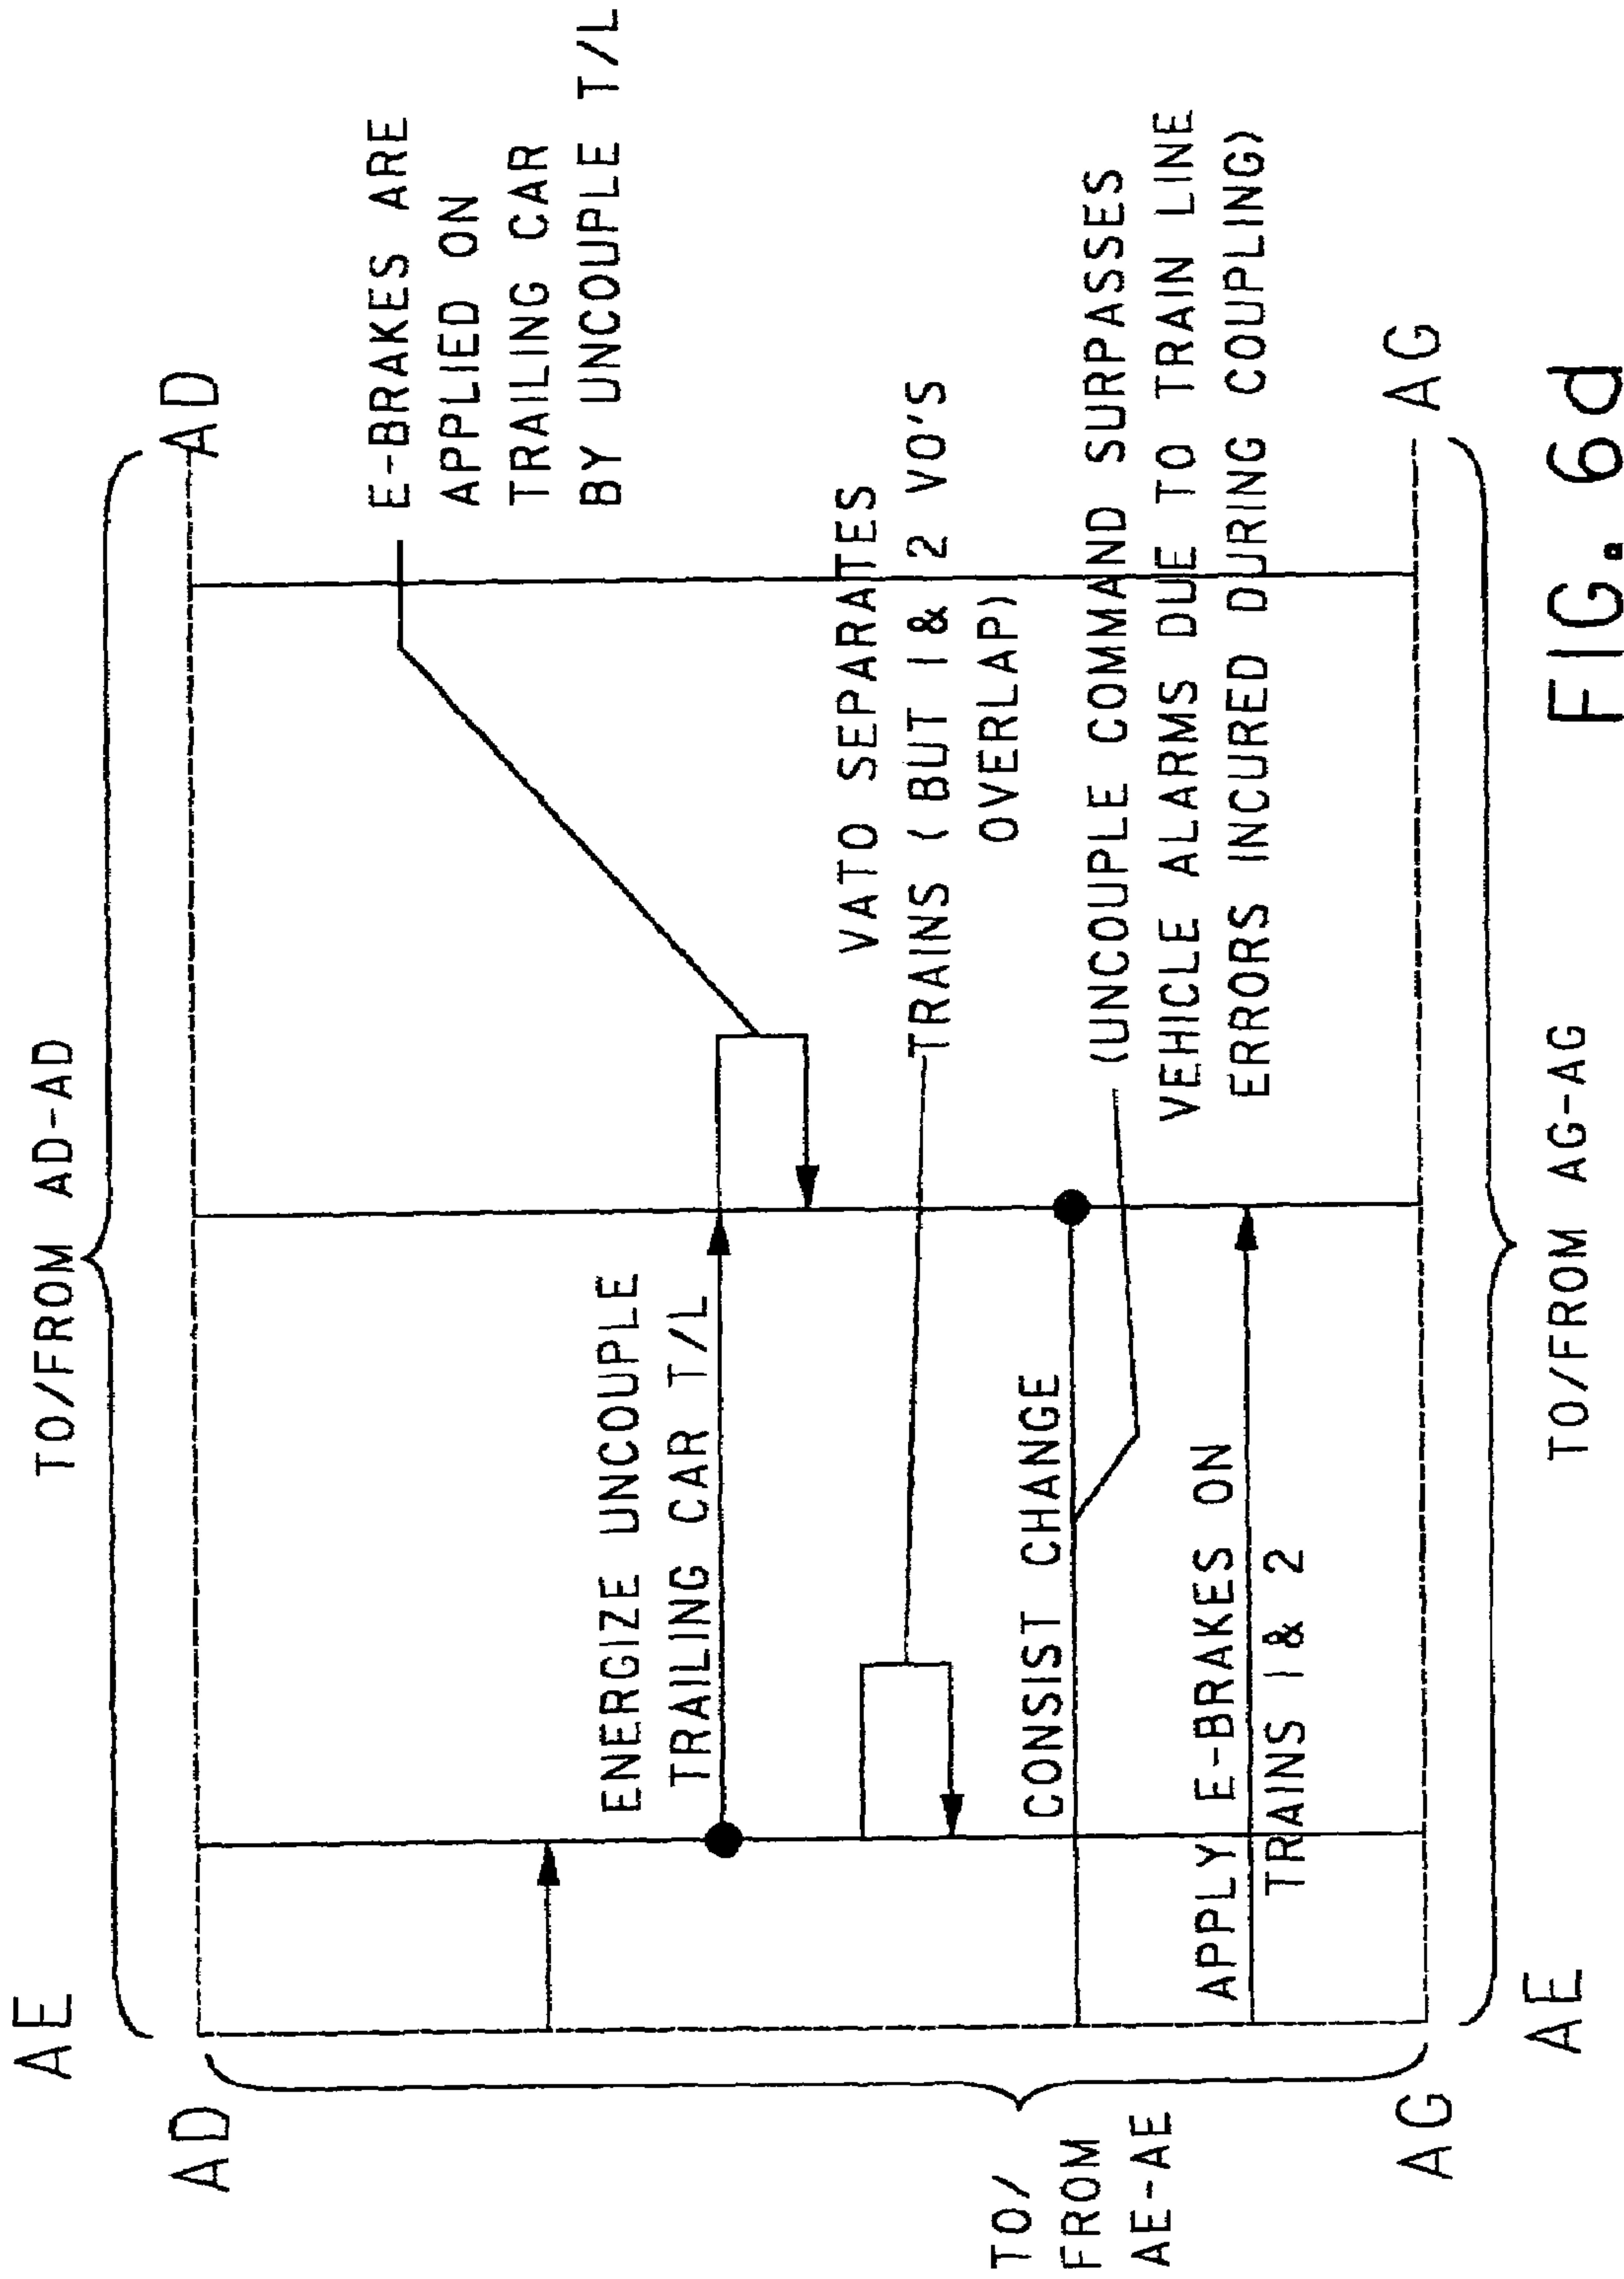 AE
TO/FROM AD-AD
AD
AD
E-BRAKES ARE
APPLIED ON
TRAILING CAR
BY UNCOUPLE T/L
ENERGIZE UNCOUPLE
TRAILING CAR T/L
VATO SEPARATES
TRAINS (BUT 1 & 2 VO'S
OVERLAP)
TO/
FROM
AE-AE
CONSIST CHANGE
(UNCOUPLE COMMAND SURPASSES
VEHICLE ALARMS DUE TO TRAIN LINE
ERRORS INCURED DURING COUPLING)
APPLY E-BRAKES ON
TRAINS 1 & 2
AG
AG
AE
TO/FROM AG-AG
FIG. 6d